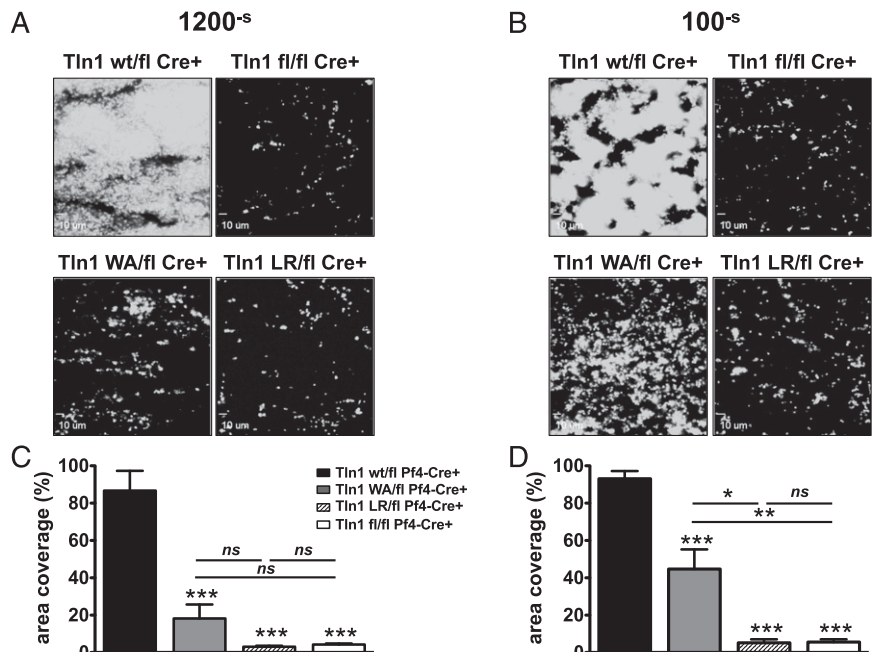 A
1200-s
Tln1 wt/fl Cre+ Tln1 fl/fl Cre+
10 um 10 um
Tln1 WA/fl Cre+ Tln1 LR/fl Cre+
10 um 10 um
B
100-s
Tln1 wt/fl Cre+ Tln1 fl/fl Cre+
10 um 10 um
Tln1 WA/fl Cre+ Tln1 LR/fl Cre+
10 um 10 um
C
area coverage (%)
100
80
60
40
20
0
Tln1 wt/fl Pf4-Cre+
Tln1 WA/fl Pf4-Cre+
Tln1 LR/fl Pf4-Cre+
Tln1 fl/fl Pf4-Cre+
ns ns
ns
***
*** ***
D
area coverage (%)
100
80
60
40
20
0
* ns
**
***
*** ***